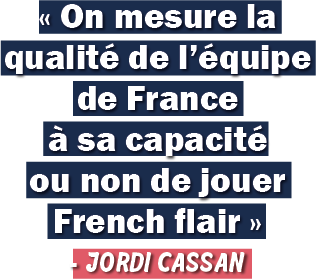 « On mesure la
qualité de l’équipe
de France
à sa capacité
ou non de jouer
French flair »
- JORDI CASSAN